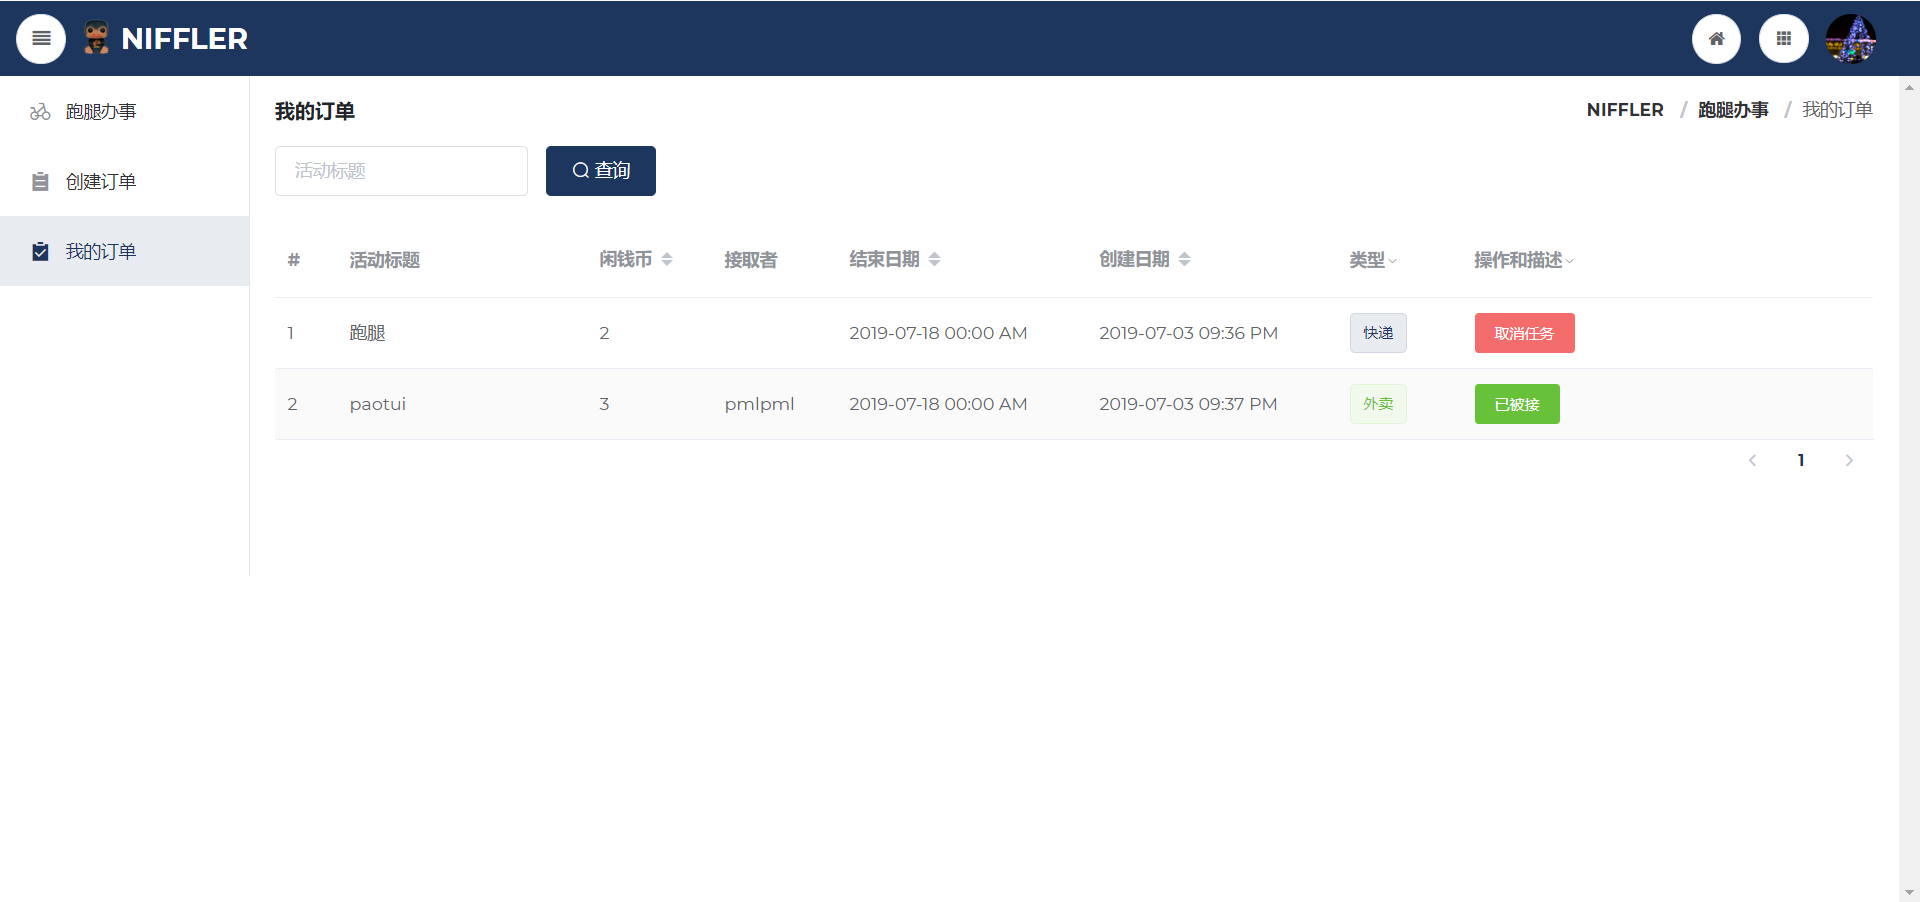 NIFFLER
跑腿办事
创建订单
我的订单
我的订单
NIFFLER / 跑腿办事 / 我的订单
活动标题
查询
# 活动标题 闲钱币 接取者 结束日期 创建日期 类型 操作和描述
1 跑腿 2 2019-07-18 00:00 AM 2019-07-03 09:36 PM 快递 取消任务
2 paotui 3 pmlpml 2019-07-18 00:00 AM 2019-07-03 09:37 PM 外卖 已被接
1